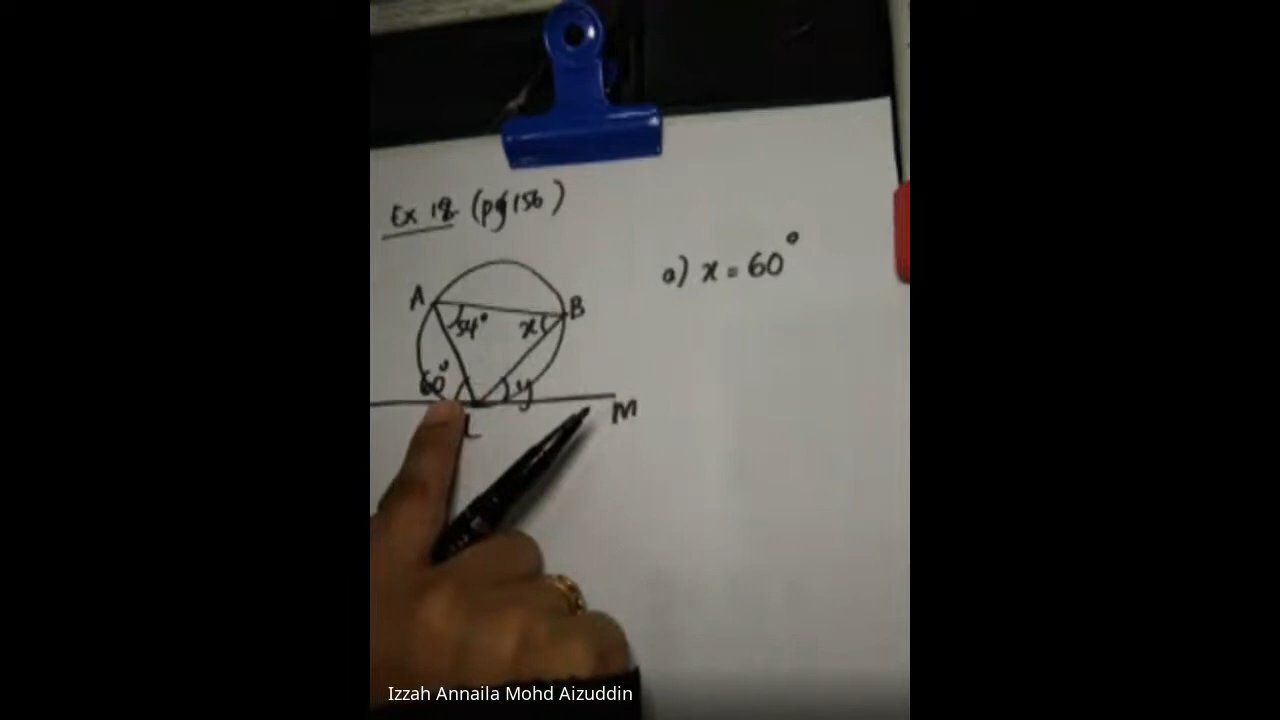 Ex 18 (pg 156)
a) x = 60°
A
B
54°
x
60°
y
L
M
Izzah Annaila Mohd Aizuddin